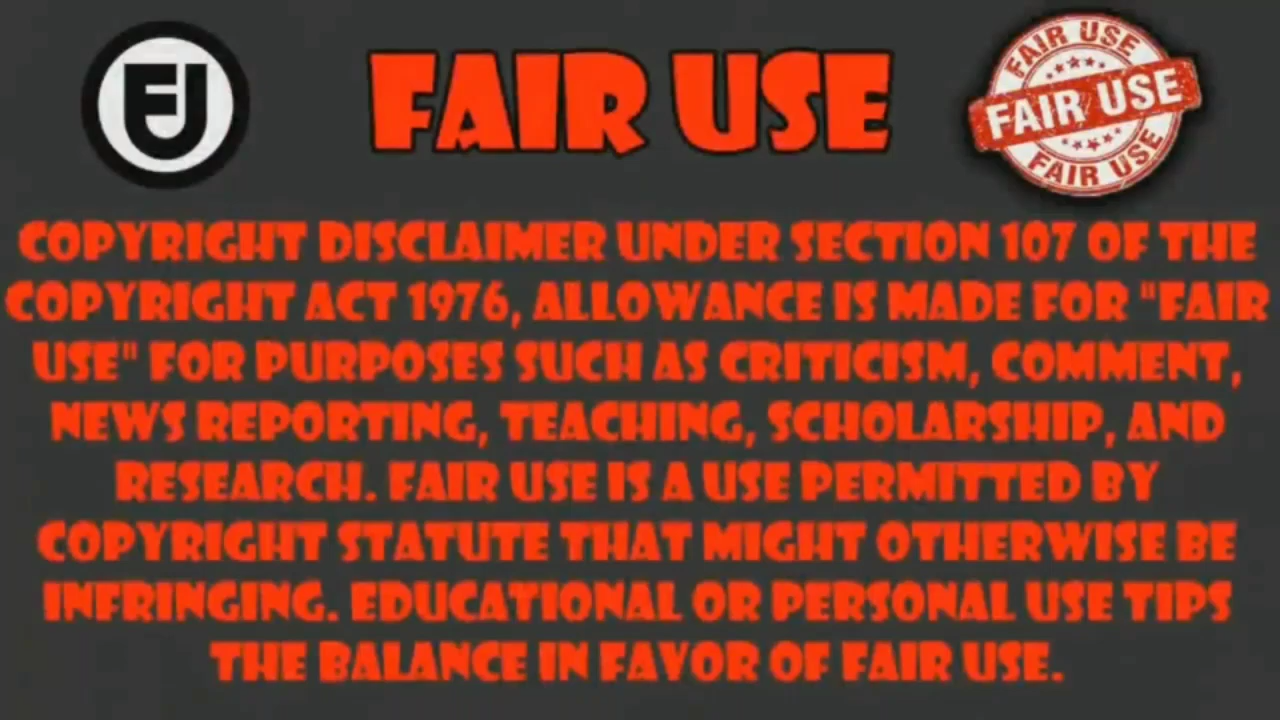 FU
FAIR USE
FAIR USE
FAIR USE
FAIR USE
COPYRIGHT DISCLAIMER UNDER SECTION 107 OF THE
COPYRIGHT ACT 1976, ALLOWANCE IS MADE FOR "FAIR
USE" FOR PURPOSES SUCH AS CRITICISM, COMMENT,
NEWS REPORTING, TEACHING, SCHOLARSHIP, AND
RESEARCH. FAIR USE IS A USE PERMITTED BY
COPYRIGHT STATUTE THAT MIGHT OTHERWISE BE
INFRINGING. EDUCATIONAL OR PERSONAL USE TIPS
THE BALANCE IN FAVOR OF FAIR USE.